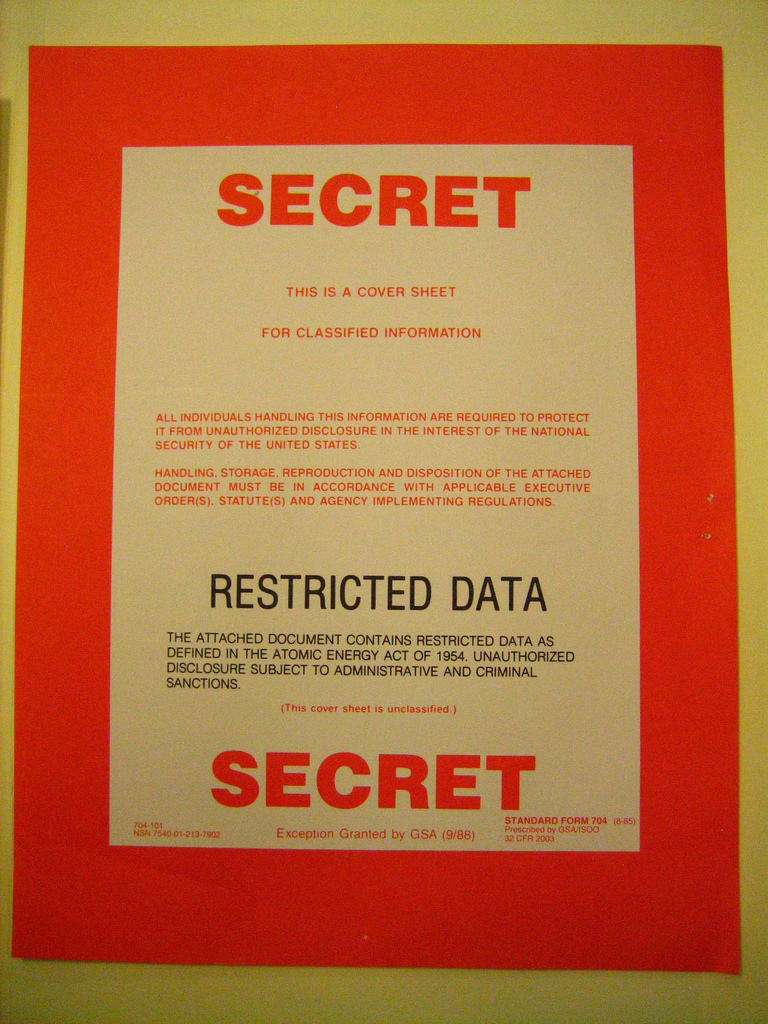 SECRET
THIS IS A COVER SHEET
FOR CLASSIFIED INFORMATION
ALL INDIVIDUALS HANDLING THIS INFORMATION ARE REQUIRED TO PROTECT
IT FROM UNAUTHORIZED DISCLOSURE IN THE INTEREST OF THE NATIONAL
SECURITY OF THE UNITED STATES.
HANDLING, STORAGE, REPRODUCTION AND DISPOSITION OF THE ATTACHED
DOCUMENT MUST BE IN ACCORDANCE WITH APPLICABLE EXECUTIVE
ORDER(S), STATUTE(S) AND AGENCY IMPLEMENTING REGULATIONS.
RESTRICTED DATA
THE ATTACHED DOCUMENT CONTAINS RESTRICTED DATA AS
DEFINED IN THE ATOMIC ENERGY ACT OF 1954. UNAUTHORIZED
DISCLOSURE SUBJECT TO ADMINISTRATIVE AND CRIMINAL
SANCTIONS.
(This cover sheet is unclassified.)
SECRET
704-101
NSN 7540-01-213-7902
Exception Granted by GSA (9/88)
STANDARD FORM 704 (8-85)
Prescribed by GSA/ISOO
32 CFR 2003